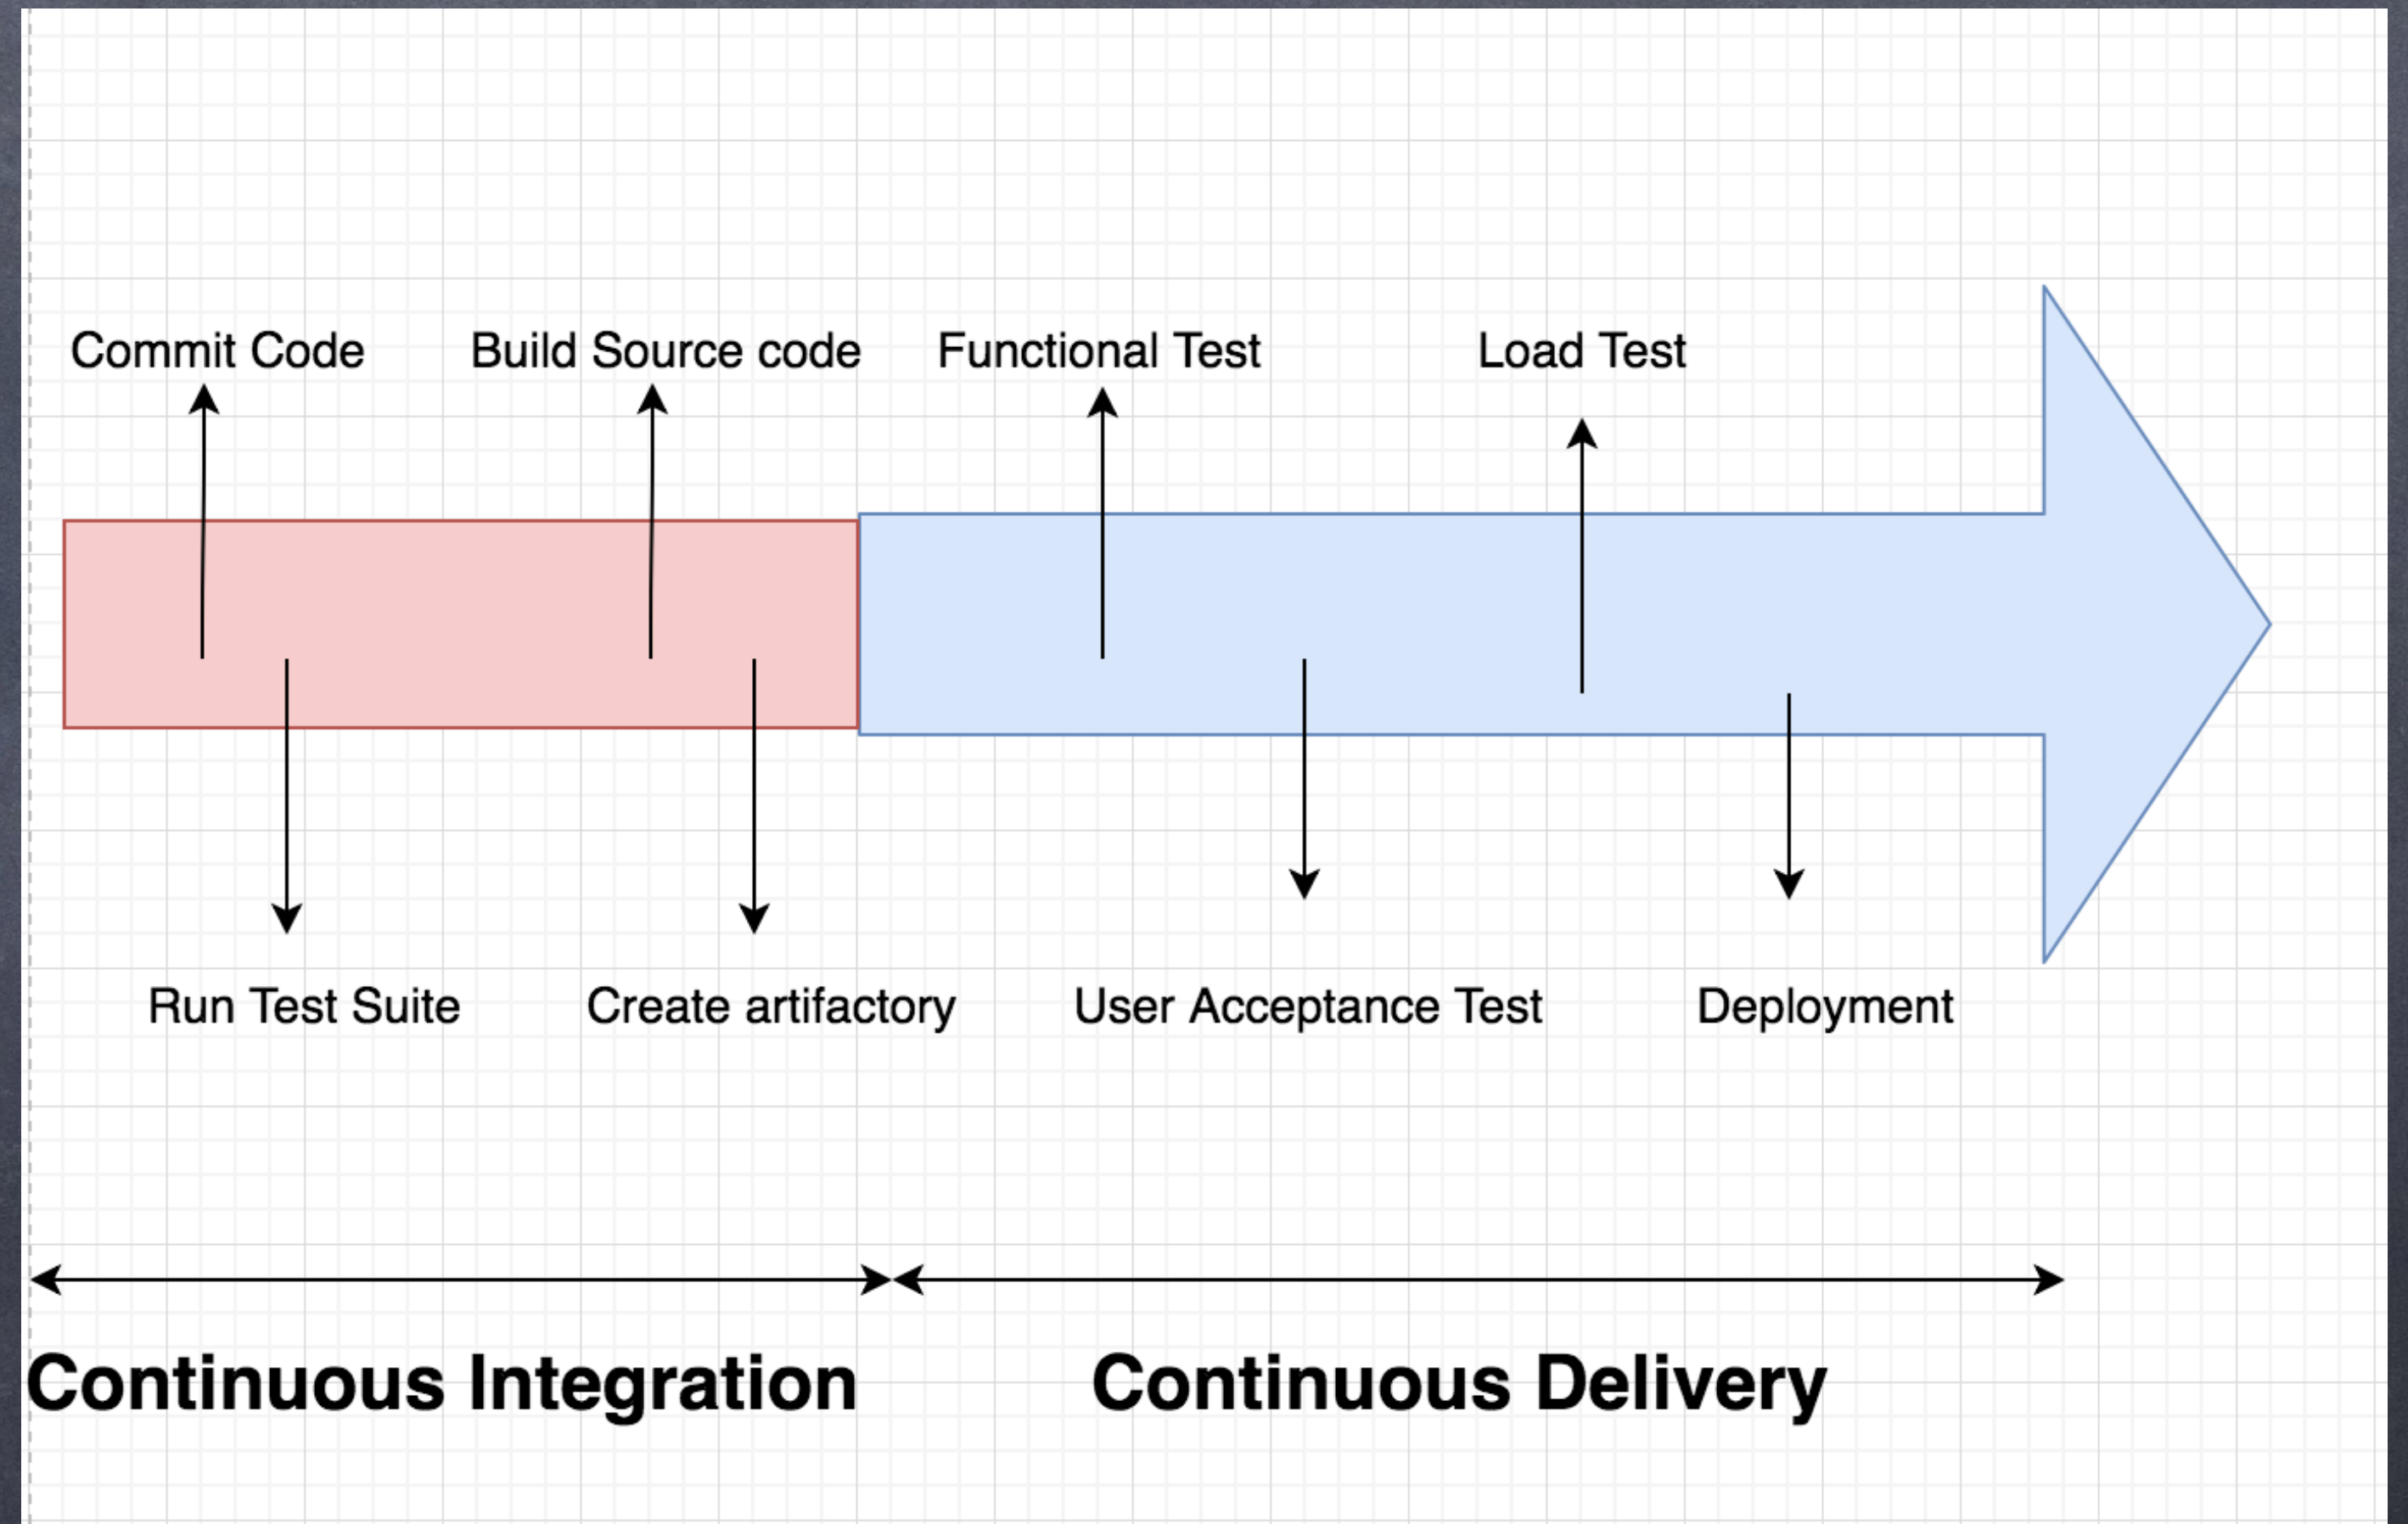 Commit Code
Build Source code
Functional Test
Load Test
Run Test Suite
Create artifactory
User Acceptance Test
Deployment
Continuous Integration
Continuous Delivery